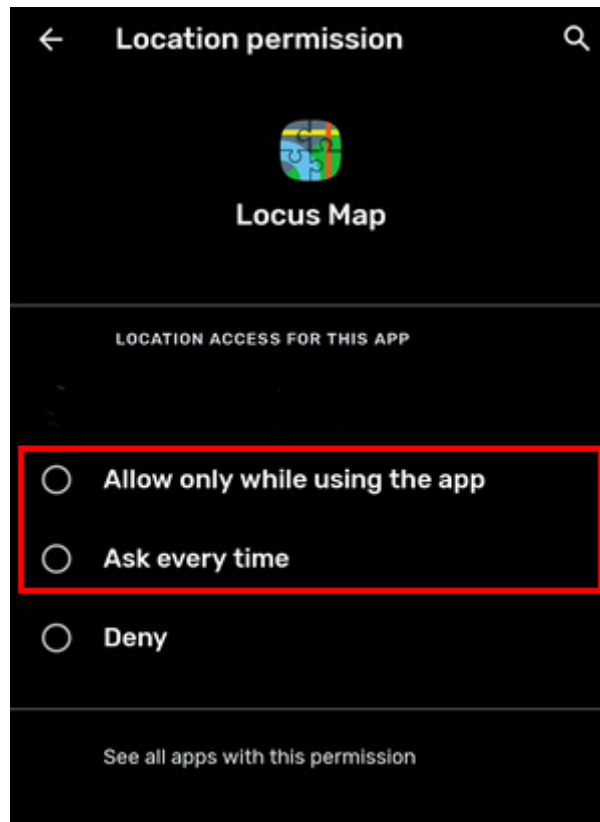 Location permission
Locus Map
LOCATION ACCESS FOR THIS APP
Allow only while using the app
Ask every time
Deny
See all apps with this permission